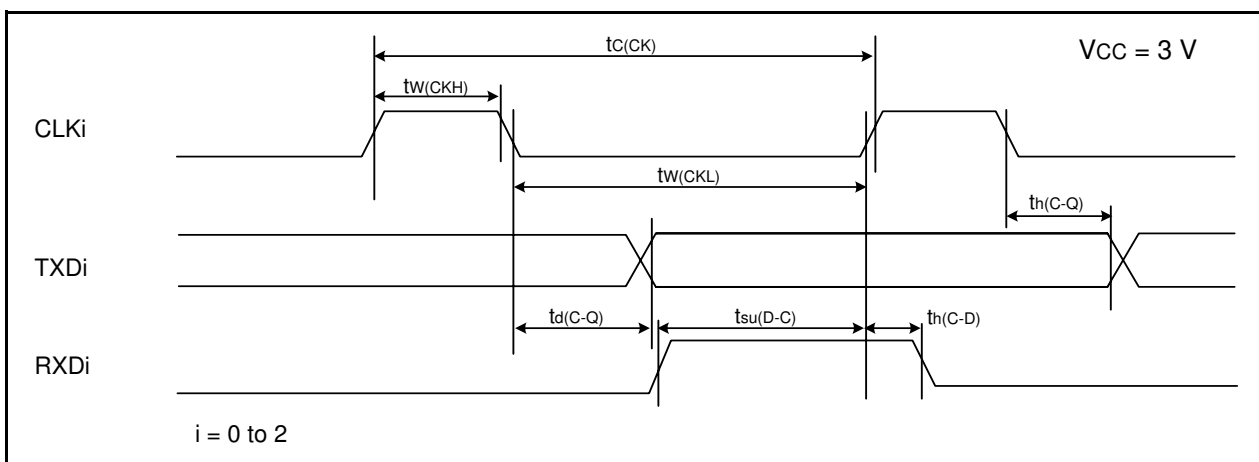 tC(CK)
VCC = 3 V
tW(CKH)
CLKi
tW(CKL)
th(C-Q)
TXDi
td(C-Q)
tsu(D-C)
th(C-D)
RXDi
i = 0 to 2